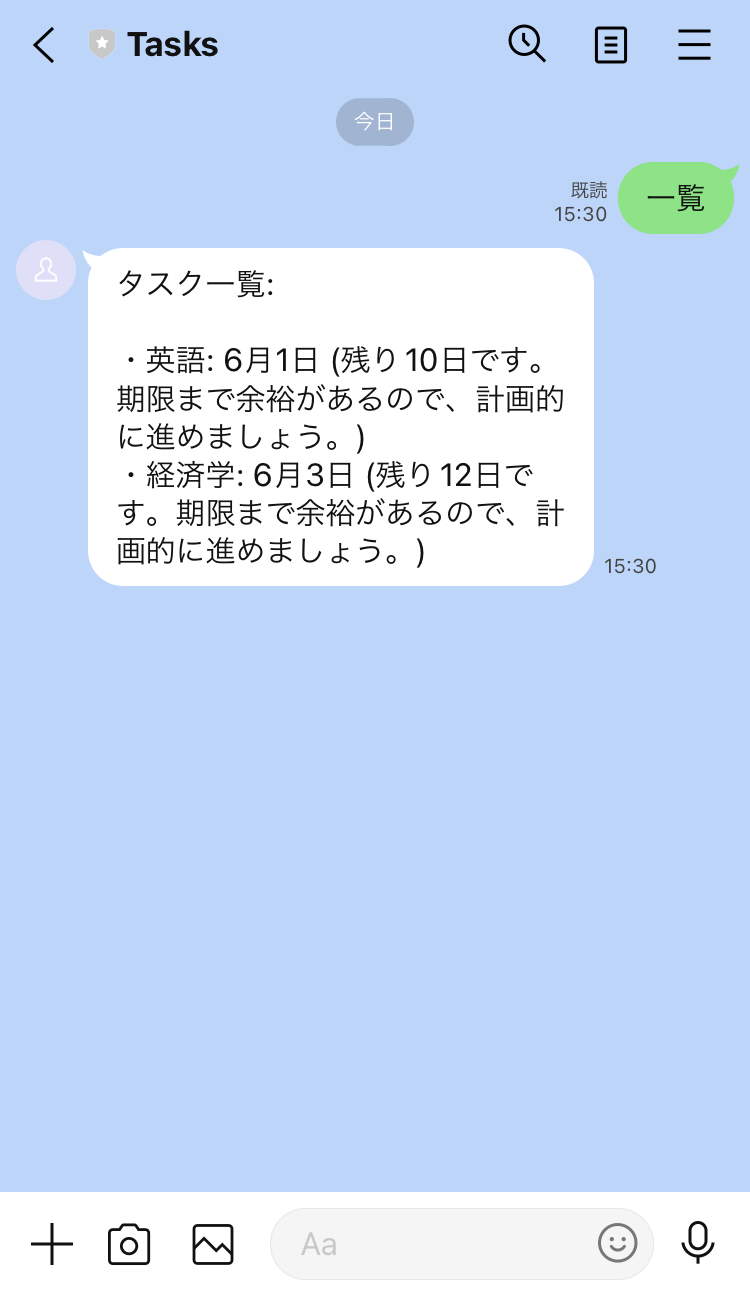 Tasks
今日
既読
15:30
一覧
タスク一覧:
・英語: 6月1日 (残り10日です。
期限まで余裕があるので、計画的
に進めましょう。)
・経済学: 6月3日 (残り12日で
す。期限まで余裕があるので、計
画的に進めましょう。)
15:30
Aa